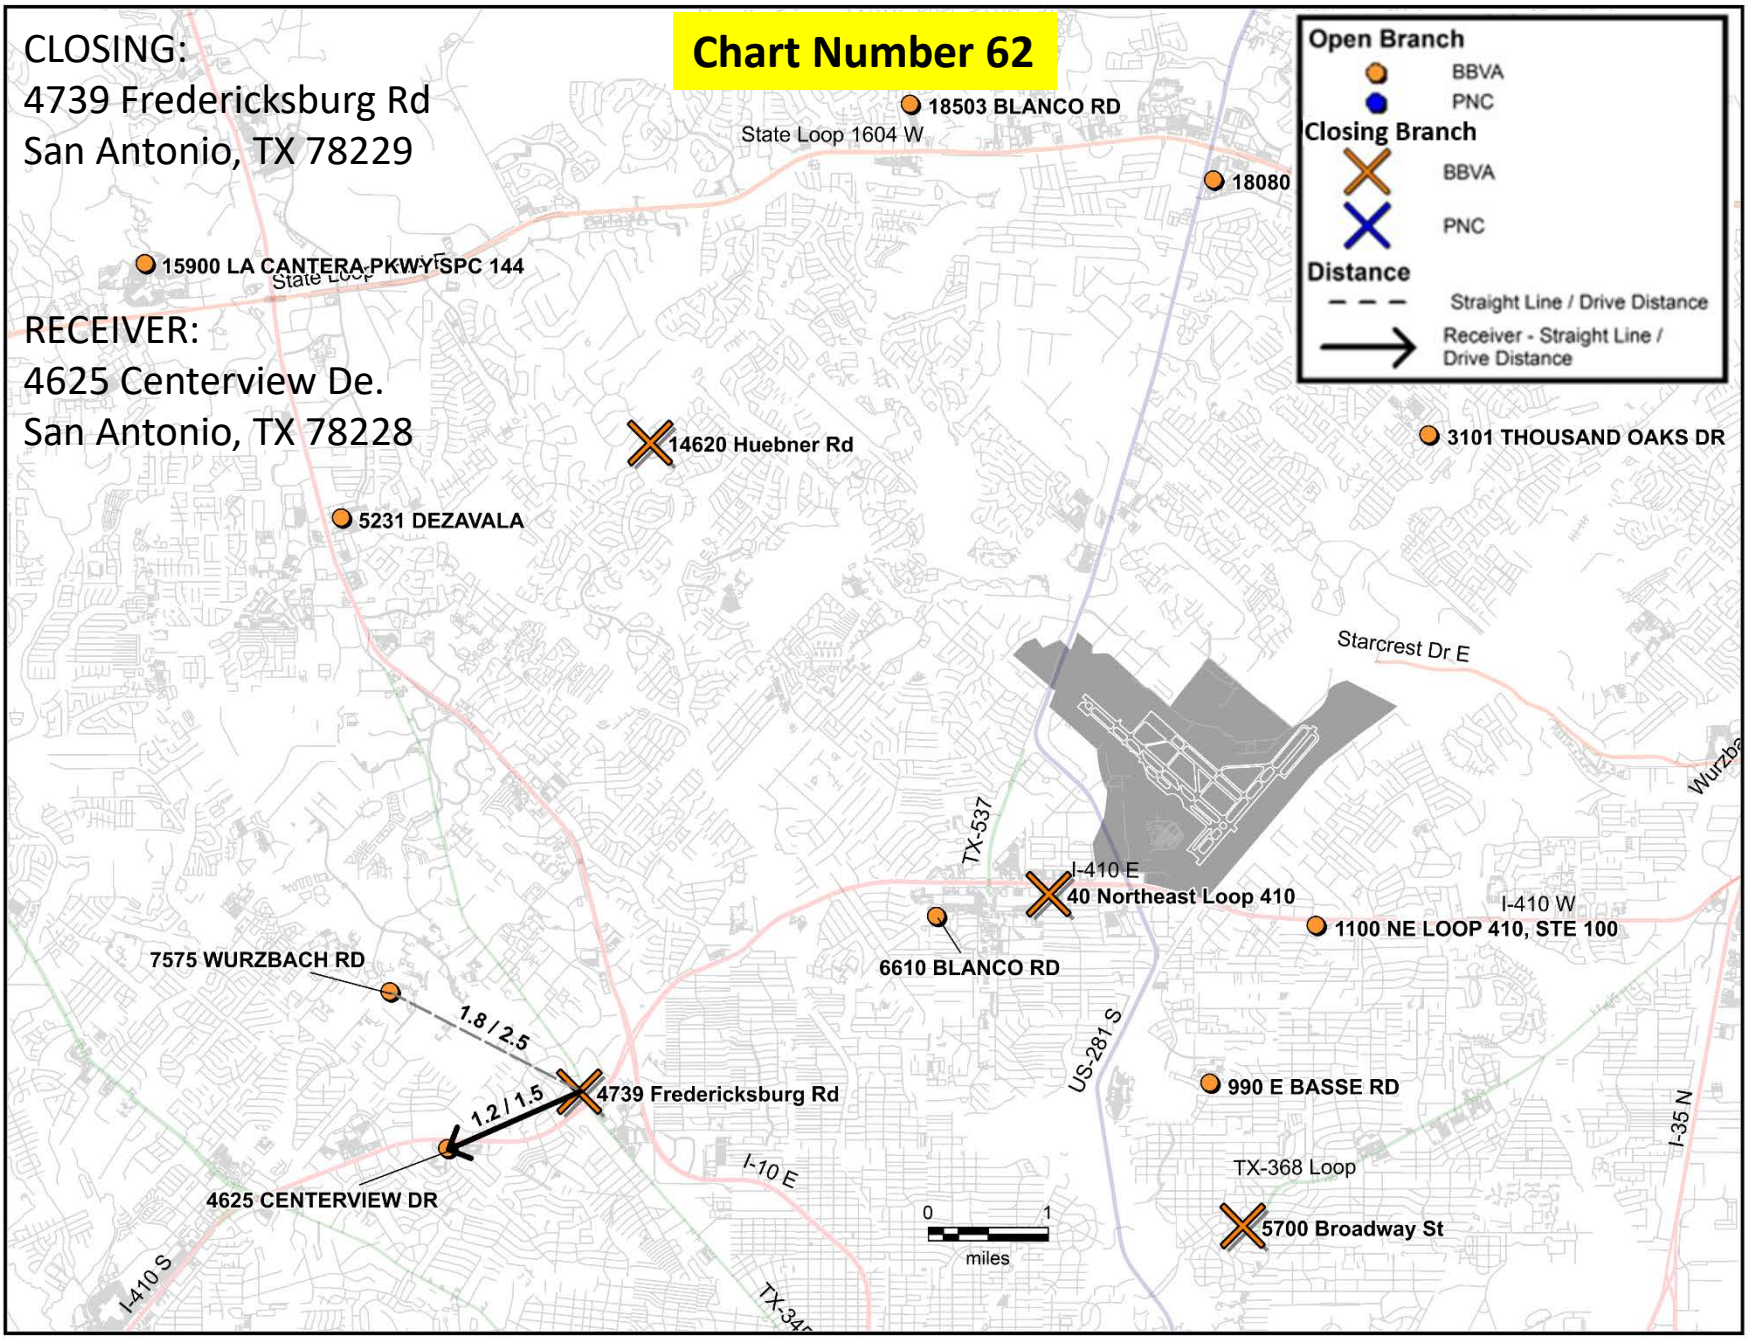 CLOSING:
4739 Fredericksburg Rd
San Antonio, TX 78229
Chart Number 62
Open Branch
BBVA
PNC
Closing Branch
BBVA
PNC
Distance
Straight Line / Drive Distance
Receiver - Straight Line /
Drive Distance
18503 BLANCO RD
State Loop 1604 W
18080
15900 LA CANTERA PKWY SPC 144
State Loop E
RECEIVER:
4625 Centerview De.
San Antonio, TX 78228
14620 Huebner Rd
3101 THOUSAND OAKS DR
5231 DEZAVALA
Starcrest Dr E
Wurzba
TX-537
I-410 E
40 Northeast Loop 410
I-410 W
1100 NE LOOP 410, STE 100
6610 BLANCO RD
7575 WURZBACH RD
1.8 / 2.5
US-281 S
4739 Fredericksburg Rd
1.2 / 1.5
990 E BASSE RD
I-35 N
4625 CENTERVIEW DR
I-10 E
TX-368 Loop
0 1
miles
5700 Broadway St
I-410 S
TX-345